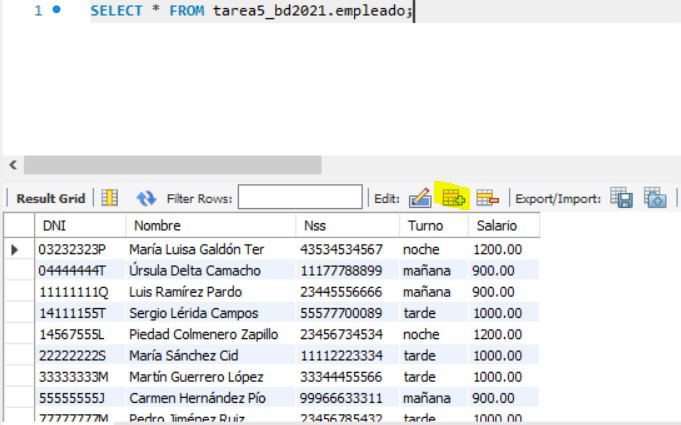 1 SELECT * FROM tarea5_bd2021.empleado;
Result Grid Filter Rows: Edit: Export/Import:
DNI Nombre Nss Turno Salario
03232323P María Luisa Galdón Ter 43534534567 noche 1200.00
04444444T Úrsula Delta Camacho 11177788899 mañana 900.00
11111111Q Luis Ramírez Pardo 23445556666 mañana 900.00
14111155T Sergio Lérida Campos 55577700089 tarde 1000.00
14567555L Piedad Colmenero Zapillo 23456734534 noche 1200.00
22222222S María Sánchez Cid 11112223334 tarde 1000.00
33333333M Martín Guerrero López 33344455566 tarde 1000.00
55555555J Carmen Hernández Pío 99966633311 mañana 900.00
77777777M Pedro Jiménez Ruiz 23456785432 tarde 1000.00